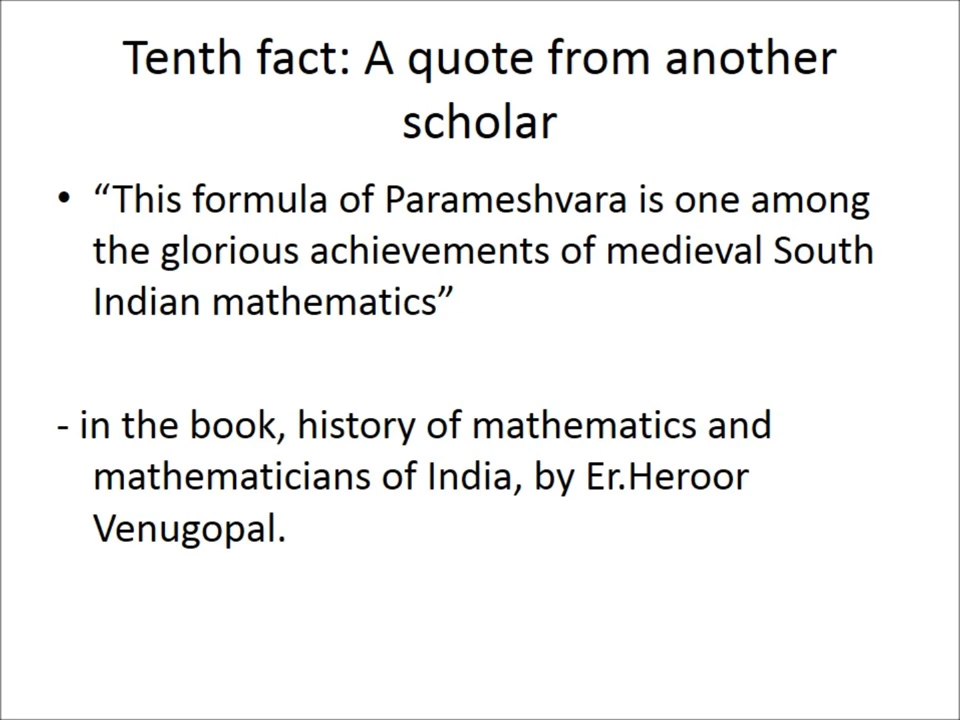 Tenth fact: A quote from another
scholar
• “This formula of Parameshvara is one among
the glorious achievements of medieval South
Indian mathematics”
- in the book, history of mathematics and
mathematicians of India, by Er.Heroor
Venugopal.